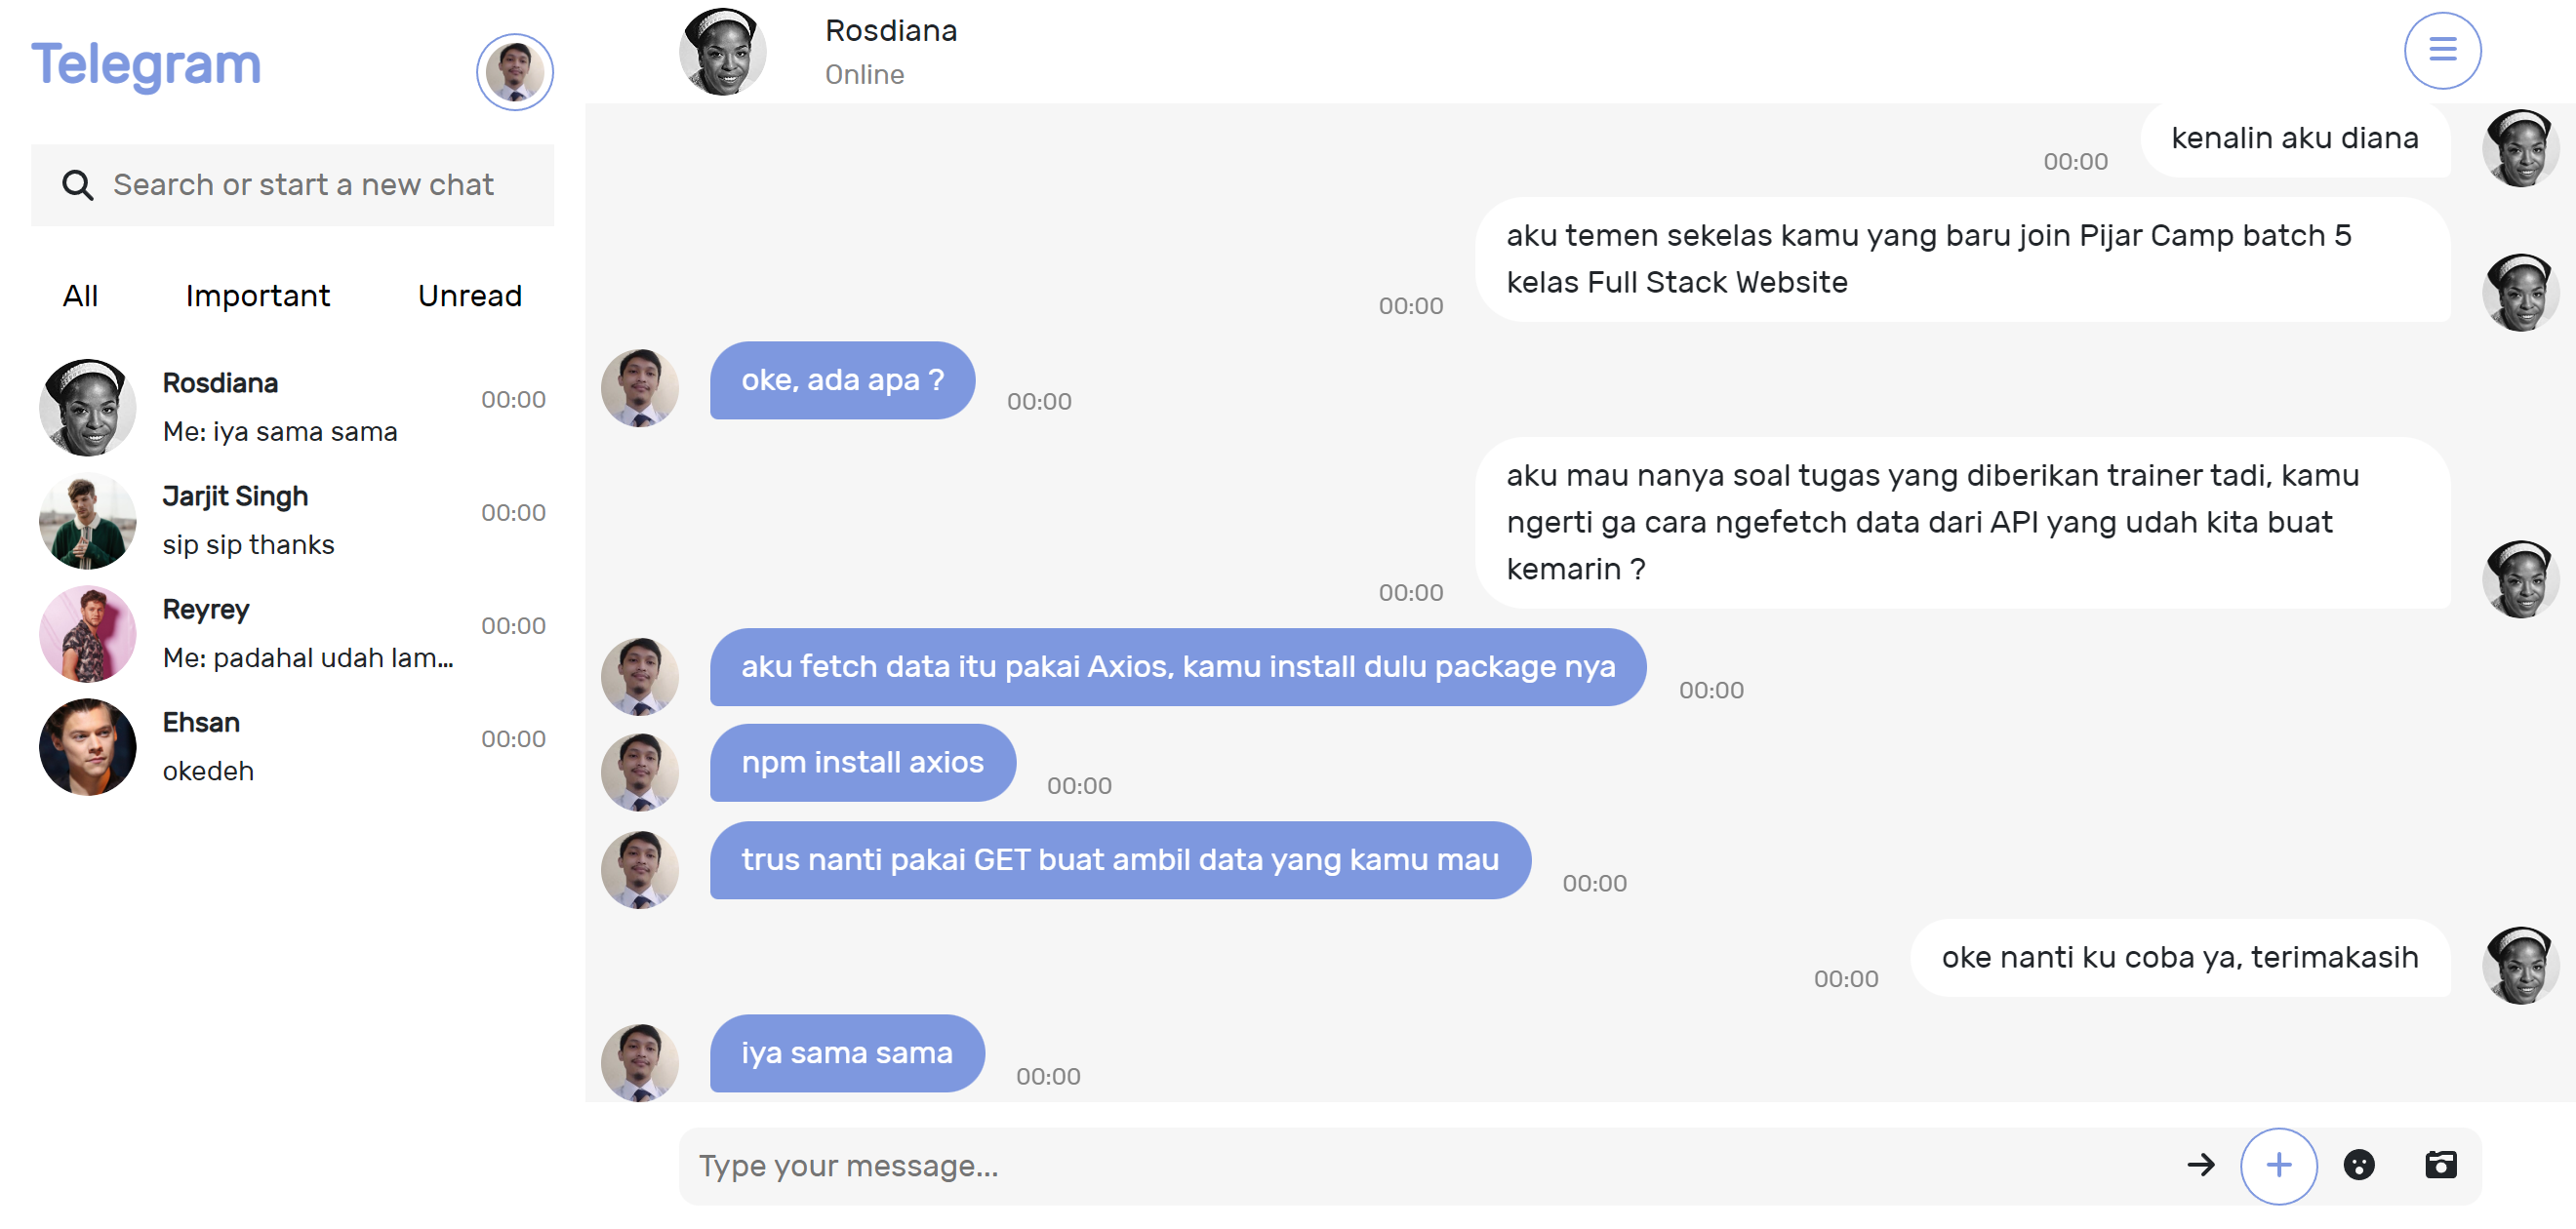 Telegram
Search or start a new chat
All
Important
Unread
Rosdiana
00:00
Me: iya sama sama
Jarjit Singh
00:00
sip sip thanks
Reyrey
00:00
Me: padahal udah lam...
Ehsan
00:00
okedeh
Rosdiana
Online
kenalin aku diana
00:00
aku temen sekelas kamu yang baru join Pijar Camp batch 5
kelas Full Stack Website
00:00
oke, ada apa ?
00:00
aku mau nanya soal tugas yang diberikan trainer tadi, kamu
ngerti ga cara ngefetch data dari API yang udah kita buat
kemarin ?
00:00
aku fetch data itu pakai Axios, kamu install dulu package nya
00:00
npm install axios
00:00
trus nanti pakai GET buat ambil data yang kamu mau
00:00
oke nanti ku coba ya, terimakasih
00:00
iya sama sama
00:00
Type your message...